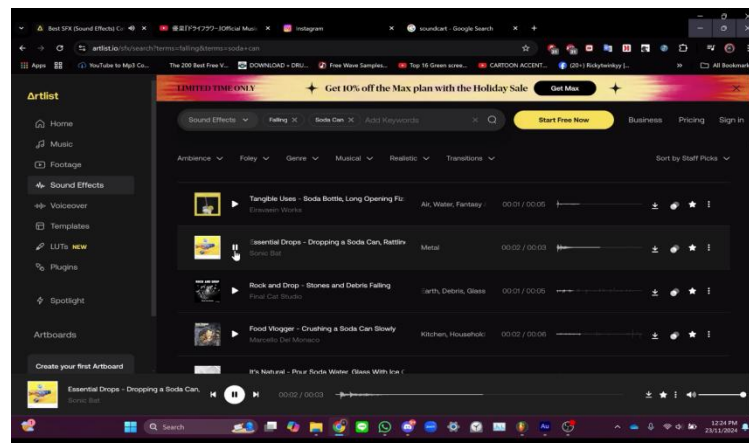 Best SFX (Sound Effects) Co
Instagram
soundcart - Google Search
artlist.io/sfx/search?terms=falling&terms=soda+can
Apps
YouTube to Mp3 Co...
The 200 Best Free V...
DOWNLOAD + DRU...
Free Wave Samples...
Top 16 Green scree...
CARTOON ACCENT...
(20+) Rickytwinkyy |...
All Bookmarks
Artlist
LIMITED TIME ONLY
Get 10% off the Max plan with the Holiday Sale
Get Max
Home
Music
Footage
Sound Effects
Voiceover
Templates
LUTs NEW
Plugins
Spotlight
Artboards
Create your first Artboard
Sound Effects
Falling
Soda Can
Add Keywords
Start Free Now
Business
Pricing
Sign in
Ambience
Foley
Genre
Musical
Realistic
Transitions
Sort by Staff Picks
Tangible Uses - Soda Bottle, Long Opening Fiz
Air, Water, Fantasy
00:01 / 00:05
Essential Drops - Dropping a Soda Can, Rattlin
Sonic Bat
Metal
00:02 / 00:03
Rock and Drop - Stones and Debris Falling
Final Cat Studio
Earth, Debris, Glass
00:01 / 00:05
Food Vlogger - Crushing a Soda Can Slowly
Marcello Del Monaco
Kitchen, Household
00:02 / 00:06
It's Natural - Pour Soda Water, Glass With Ice (
Essential Drops - Dropping a Soda Can,
Sonic Bat
00:02 / 00:03
Search
12:24 PM
23/11/2024